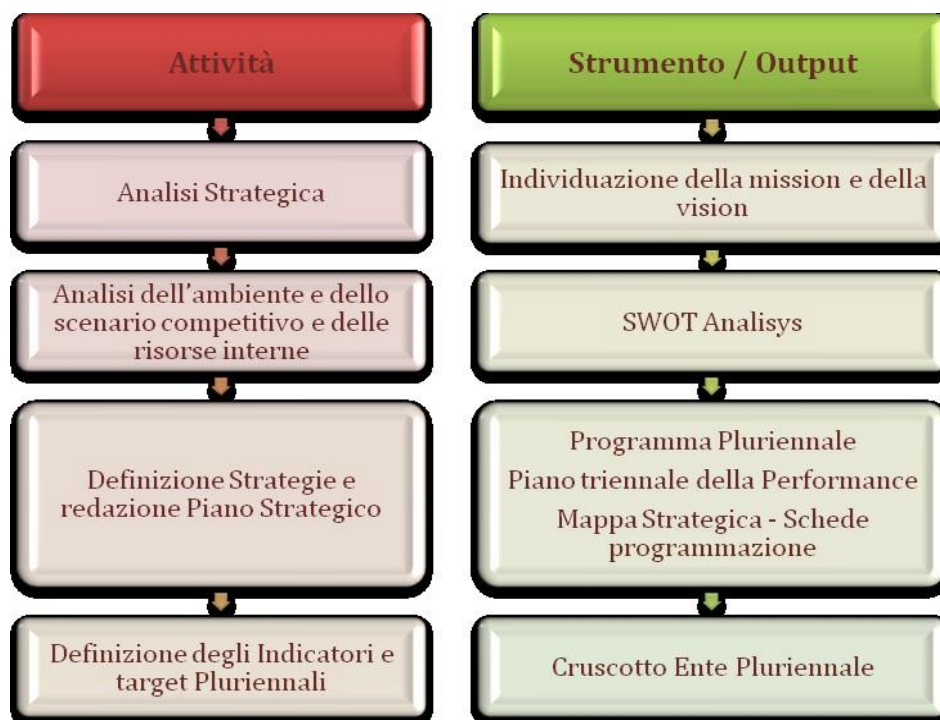 Attività
Analisi Strategica
Analisi dell'ambiente e dello
scenario competitivo e delle
risorse interne
Definizione Strategie e
redazione Piano Strategico
Definizione degli Indicatori e
target Pluriennali
Strumento / Output
Individuazione della mission e della
vision
SWOT Analisys
Programma Pluriennale
Piano triennale della Performance
Mappa Strategica - Schede
programmazione
Cruscotto Ente Pluriennale